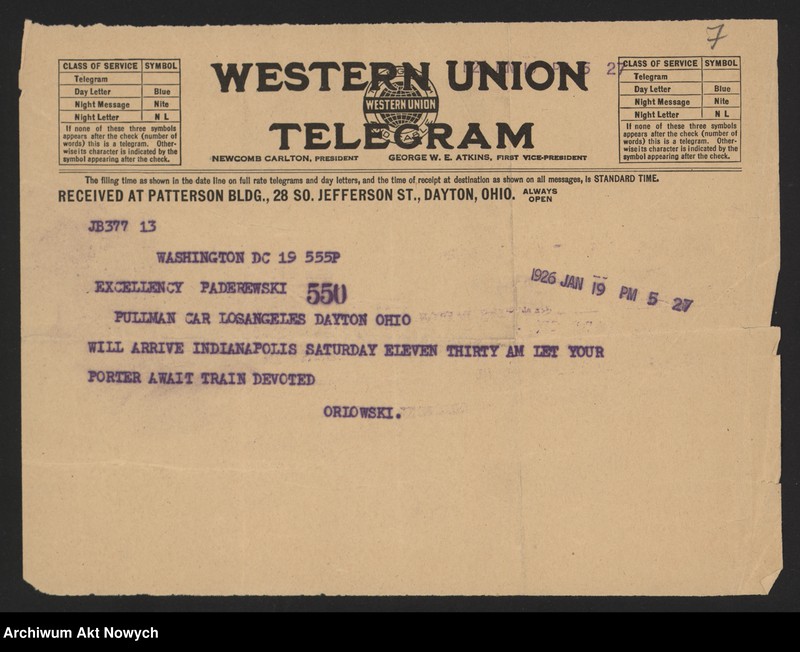 7
CLASS OF SERVICE SYMBOL
Telegram
Day Letter Blue
Night Message Nite
Night Letter N L
If none of these three symbols
appears after the check (number of
words) this is a telegram. Other-
wise its character is indicated by the
symbol appearing after the check.
WESTERN UNION
WESTERN UNION
TELEGRAM
NEWCOMB CARLTON, PRESIDENT GEORGE W. E. ATKINS, FIRST VICE-PRESIDENT
5 27
CLASS OF SERVICE SYMBOL
Telegram
Day Letter Blue
Night Message Nite
Night Letter N L
If none of these three symbols
appears after the check (number of
words) this is a telegram. Other-
wise its character is indicated by the
symbol appearing after the check.
The filing time as shown in the date line on full rate telegrams and day letters, and the time of receipt at destination as shown on all messages, is STANDARD TIME.
RECEIVED AT PATTERSON BLDG., 28 SO. JEFFERSON ST., DAYTON, OHIO. ALWAYS OPEN
JB377 13
WASHINGTON DC 19 555P
EXCELLENCY PADEREWSKI 550
1926 JAN 19 PM 5 27
PULLMAN CAR LOSANGELES DAYTON OHIO
WILL ARRIVE INDIANAPOLIS SATURDAY ELEVEN THIRTY AM LET YOUR
PORTER AWAIT TRAIN DEVOTED
ORLOWSKI.
Archiwum Akt Nowych